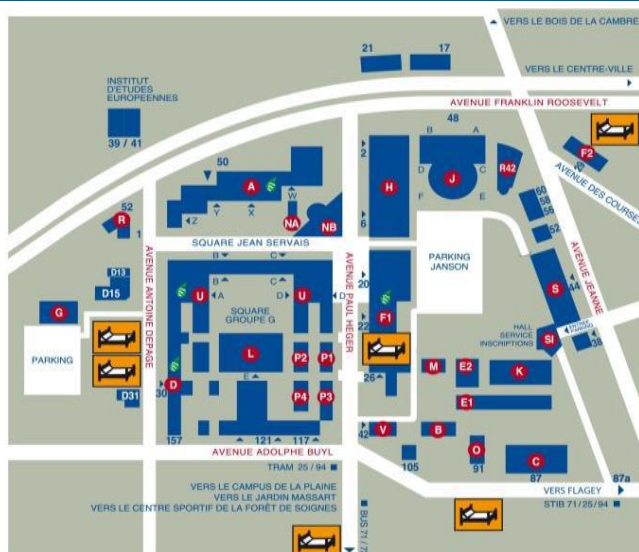 VERS LE BOIS DE LA CAMBRE
21
17
VERS LE CENTRE-VILLE
INSTITUT
D'ETUDES
EUROPEENNES
39 / 41
AVENUE FRANKLIN ROOSEVELT
48
B
A
F2
2
D
J
C
R42
50
A
H
F
E
AVENUE DES COURSES
W
Y
X
Z
NA
NB
6
60
58
56
52
52
R
1
SQUARE JEAN SERVAIS
PARKING
JANSON
AVENUE JEANNE
B
C
D13
D15
AVENUE ANTOINE DEPAGE
U
A
B
C
D
U
D
SQUARE
GROUPE G
AVENUE PAUL HEGER
20
22
F1
S
44
G
PARKING
L
E
P2
P1
HALL
SERVICE
INSCRIPTIONS
SI
38
M
E2
K
26
D
30
D31
P4
P3
E1
42
V
B
O
C
157
121
117
105
91
87
87a
AVENUE ADOLPHE BUYL
TRAM 25 / 94
VERS LE CAMPUS DE LA PLAINE
VERS LE JARDIN MASSART
VERS LE CENTRE SPORTIF DE LA FORÊT DE SOIGNES
VERS FLAGEY
STIB 71 / 25 / 94
BUS 71 / 7